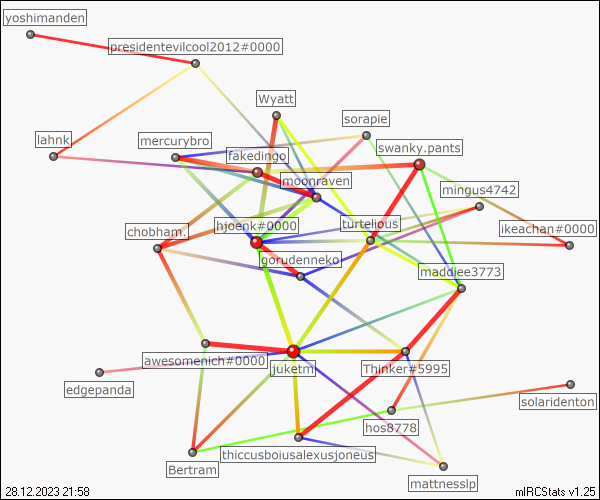 yoshimanden
presidentevilcool2012#0000
Wyatt
sorapie
lahnk
mercurybro
fakedingo
swanky.pants
moonraven
mingus4742
chobham.
hjoenk#0000
turtelious
ikeachan#0000
gorudenneko
maddiee3773
awesomenich#0000
juketm
Thinker#5995
edgepanda
solaridenton
hos8778
thiccusboiusalexusjoneus
Bertram
mattnesslp
28.12.2023 21:58
mIRCStats v1.25